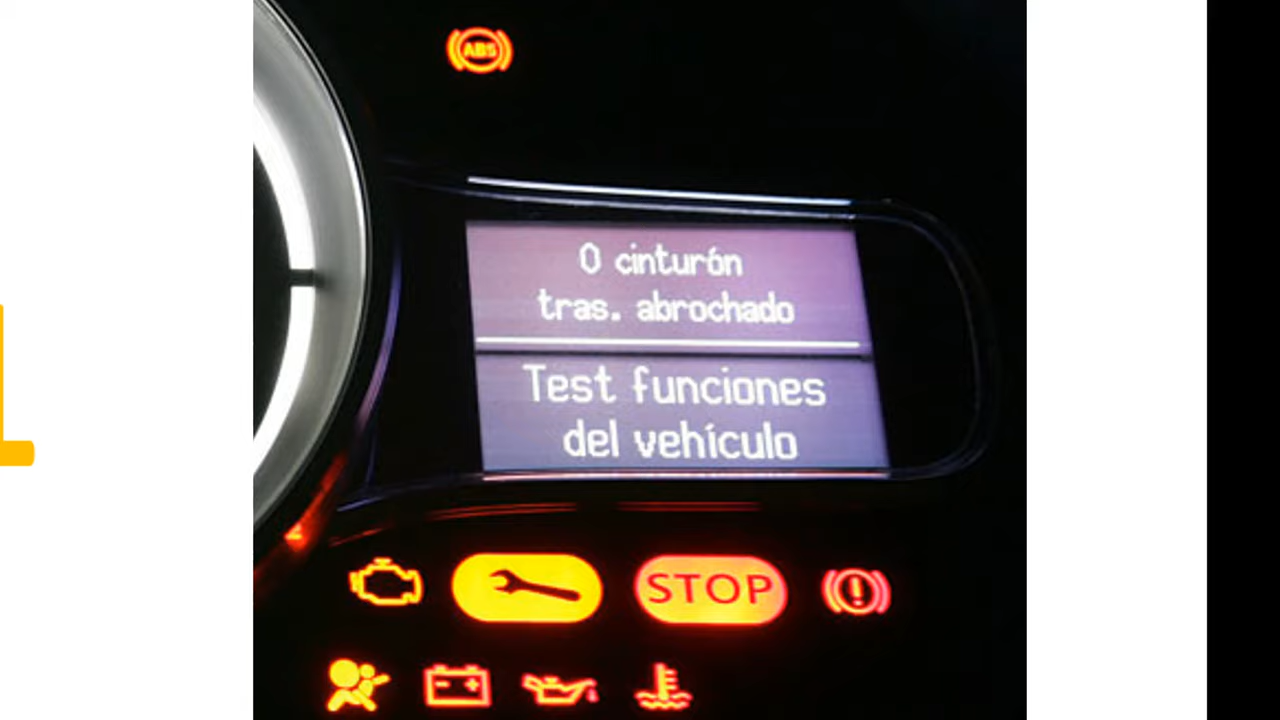 ABS
0 cinturón
tras. abrochado
Test funciones
del vehículo
STOP